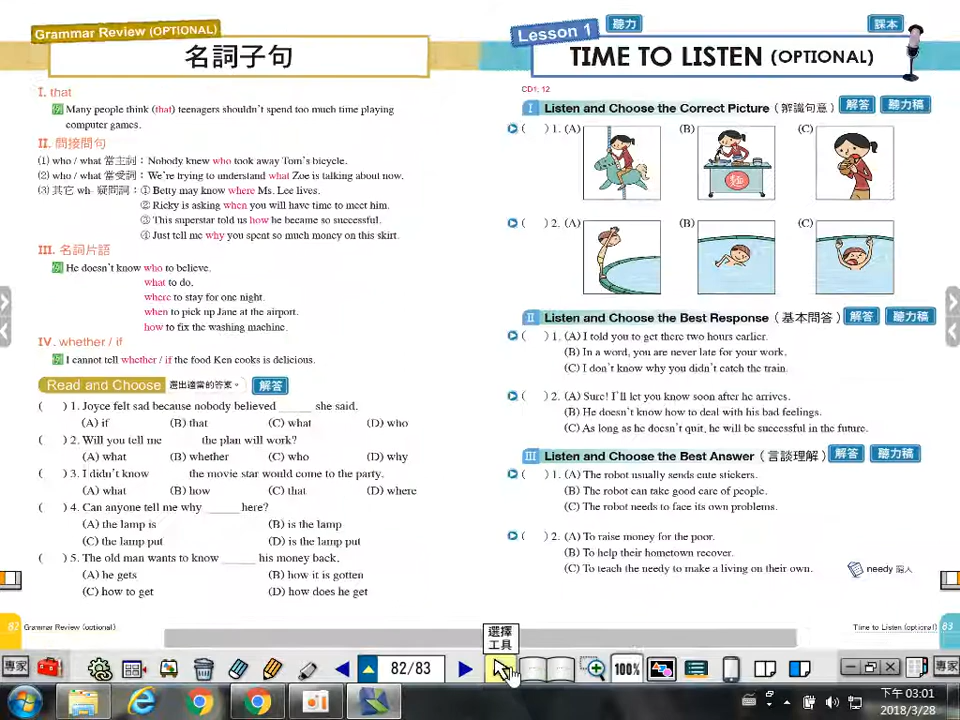 Grammar Review (OPTIONAL)
名詞子句
I. that
例 Many people think (that) teenagers shouldn't spend too much time playing
computer games.
II. 間接問句
(1) who / what 當主詞：Nobody knew who took away Tom's bicycle.
(2) who / what 當受詞：We're trying to understand what Zoe is talking about now.
(3) 其它 wh- 疑問詞：① Betty may know where Ms. Lee lives.
② Ricky is asking when you will have time to meet him.
③ This superstar told us how he became so successful.
④ Just tell me why you spent so much money on this skirt.
III. 名詞片語
例 He doesn't know who to believe.
what to do.
where to stay for one night.
when to pick up Jane at the airport.
how to fix the washing machine.
IV. whether / if
例 I cannot tell whether / if the food Ken cooks is delicious.
Read and Choose 選出適當的答案。 解答
( ) 1. Joyce felt sad because nobody believed _____ she said.
(A) if (B) that (C) what (D) who
( ) 2. Will you tell me _____ the plan will work?
(A) what (B) whether (C) who (D) why
( ) 3. I didn't know _____ the movie star would come to the party.
(A) what (B) how (C) that (D) where
( ) 4. Can anyone tell me why _____ here?
(A) the lamp is (B) is the lamp
(C) the lamp put (D) is the lamp put
( ) 5. The old man wants to know _____ his money back.
(A) he gets (B) how it is gotten
(C) how to get (D) how does he get
82 Grammar Review (optional)
Lesson 1 聽力 課本
TIME TO LISTEN (OPTIONAL)
CD1, 12
I Listen and Choose the Correct Picture（辨識句意） 解答 聽力稿
( ) 1. (A) (B) (C)
麵
( ) 2. (A) (B) (C)
II Listen and Choose the Best Response（基本問答） 解答 聽力稿
( ) 1. (A) I told you to get there two hours earlier.
(B) In a word, you are never late for your work.
(C) I don't know why you didn't catch the train.
( ) 2. (A) Sure! I'll let you know soon after he arrives.
(B) He doesn't know how to deal with his bad feelings.
(C) As long as he doesn't quit, he will be successful in the future.
III Listen and Choose the Best Answer（言談理解） 解答 聽力稿
( ) 1. (A) The robot usually sends cute stickers.
(B) The robot can take good care of people.
(C) The robot needs to face its own problems.
( ) 2. (A) To raise money for the poor.
(B) To help their hometown recover.
(C) To teach the needy to make a living on their own.
needy 窮人
Time to Listen (optional) 83
選擇
工具
專家 82/83 100% 專家
下午 03:01
2018/3/28